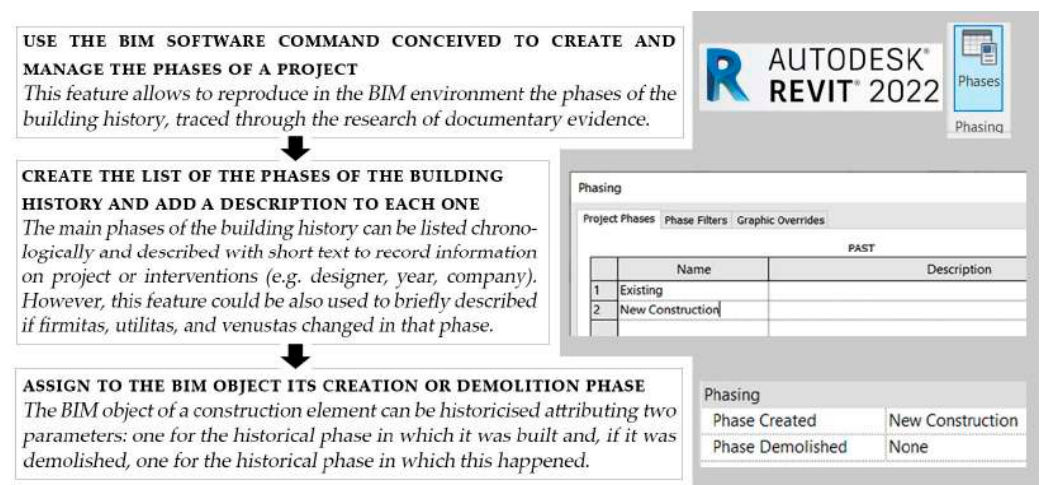 USE THE BIM SOFTWARE COMMAND CONCEIVED TO CREATE AND
MANAGE THE PHASES OF A PROJECT
This feature allows to reproduce in the BIM environment the phases of the
building history, traced through the research of documentary evidence.
AUTODESK®
REVIT® 2022
Phases
Phasing
CREATE THE LIST OF THE PHASES OF THE BUILDING
HISTORY AND ADD A DESCRIPTION TO EACH ONE
The main phases of the building history can be listed chrono-
logically and described with short text to record information
on project or interventions (e.g. designer, year, company).
However, this feature could be also used to briefly described
if firmitas, utilitas, and venustas changed in that phase.
Phasing
Project Phases Phase Filters Graphic Overrides
PAST
Name Description
1 Existing
2 New Construction
ASSIGN TO THE BIM OBJECT ITS CREATION OR DEMOLITION PHASE
The BIM object of a construction element can be historicised attributing two
parameters: one for the historical phase in which it was built and, if it was
demolished, one for the historical phase in which this happened.
Phasing
Phase Created New Construction
Phase Demolished None